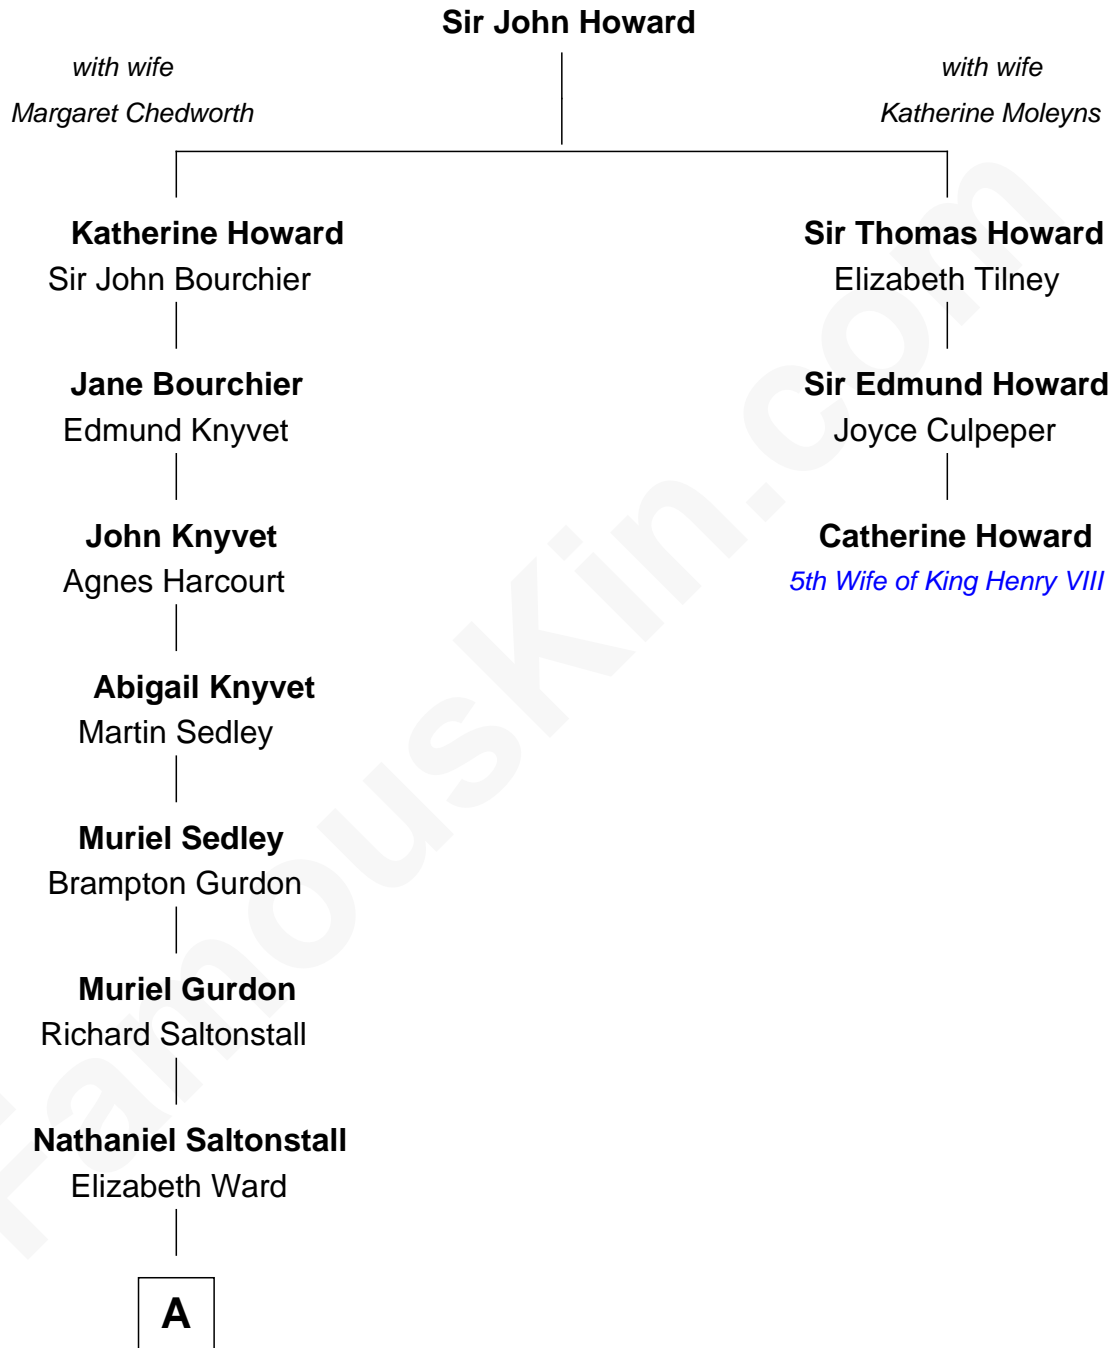 Sir John Howard
with wife
Margaret Chedworth
with wife
Katherine Moleyns
Katherine Howard
Sir John Bourchier
Sir Thomas Howard
Elizabeth Tilney
Jane Bourchier
Edmund Knyvet
Sir Edmund Howard
Joyce Culpeper
John Knyvet
Agnes Harcourt
Catherine Howard
5th Wife of King Henry VIII
Abigail Knyvet
Martin Sedley
Muriel Sedley
Brampton Gurdon
Muriel Gurdon
Richard Saltonstall
Nathaniel Saltonstall
Elizabeth Ward
A
FamousKin.com